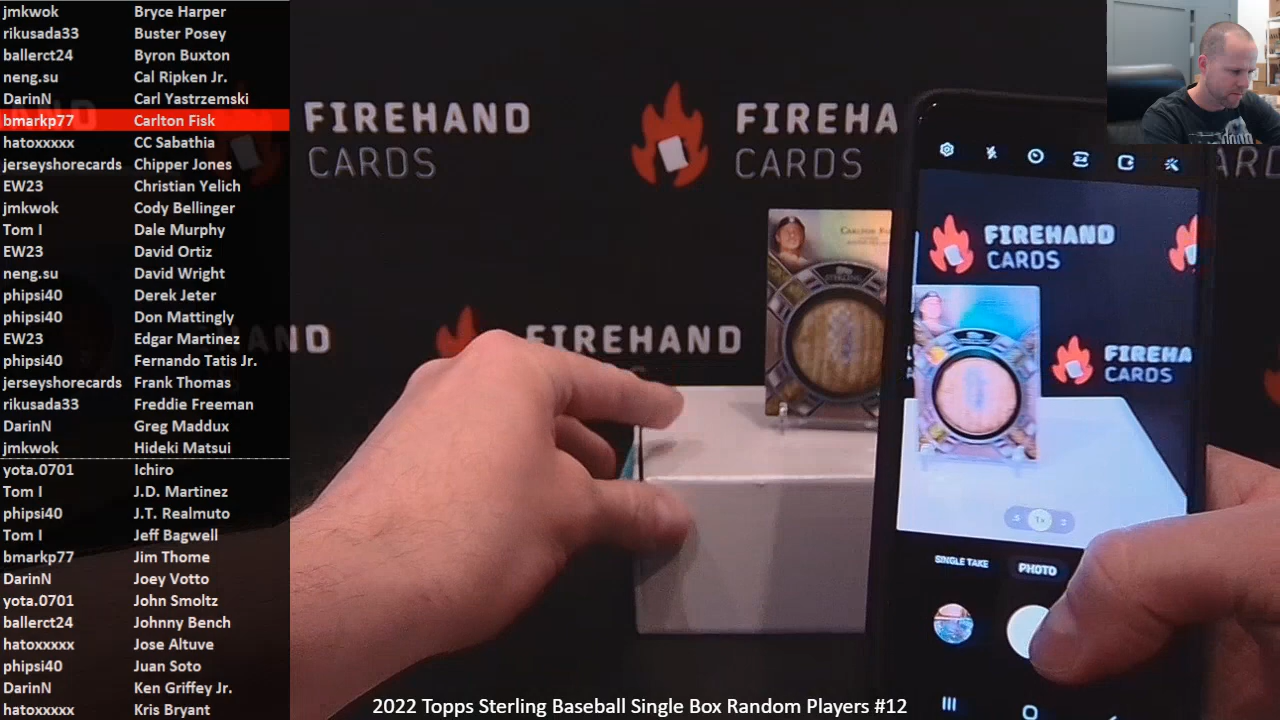 jmkwok Bryce Harper
rikusada33 Buster Posey
ballerct24 Byron Buxton
neng.su Cal Ripken Jr.
DarinN Carl Yastrzemski
bmarkp77 Carlton Fisk
hatoxxxxx CC Sabathia
jerseyshorecards Chipper Jones
EW23 Christian Yelich
jmkwok Cody Bellinger
Tom I Dale Murphy
EW23 David Ortiz
neng.su David Wright
phipsi40 Derek Jeter
phipsi40 Don Mattingly
EW23 Edgar Martinez
phipsi40 Fernando Tatis Jr.
jerseyshorecards Frank Thomas
rikusada33 Freddie Freeman
DarinN Greg Maddux
jmkwok Hideki Matsui
yota.0701 Ichiro
Tom I J.D. Martinez
phipsi40 J.T. Realmuto
Tom I Jeff Bagwell
bmarkp77 Jim Thome
DarinN Joey Votto
yota.0701 John Smoltz
ballerct24 Johnny Bench
hatoxxxxx Jose Altuve
phipsi40 Juan Soto
DarinN Ken Griffey Jr.
hatoxxxxx Kris Bryant
FIREHAND
CARDS
FIREHA
CARDS
FIREHAND
CARLTON
FIREHAND
CARDS
FIREHA
CARDS
1x
SINGLE TAKE PHOTO
2022 Topps Sterling Baseball Single Box Random Players #12